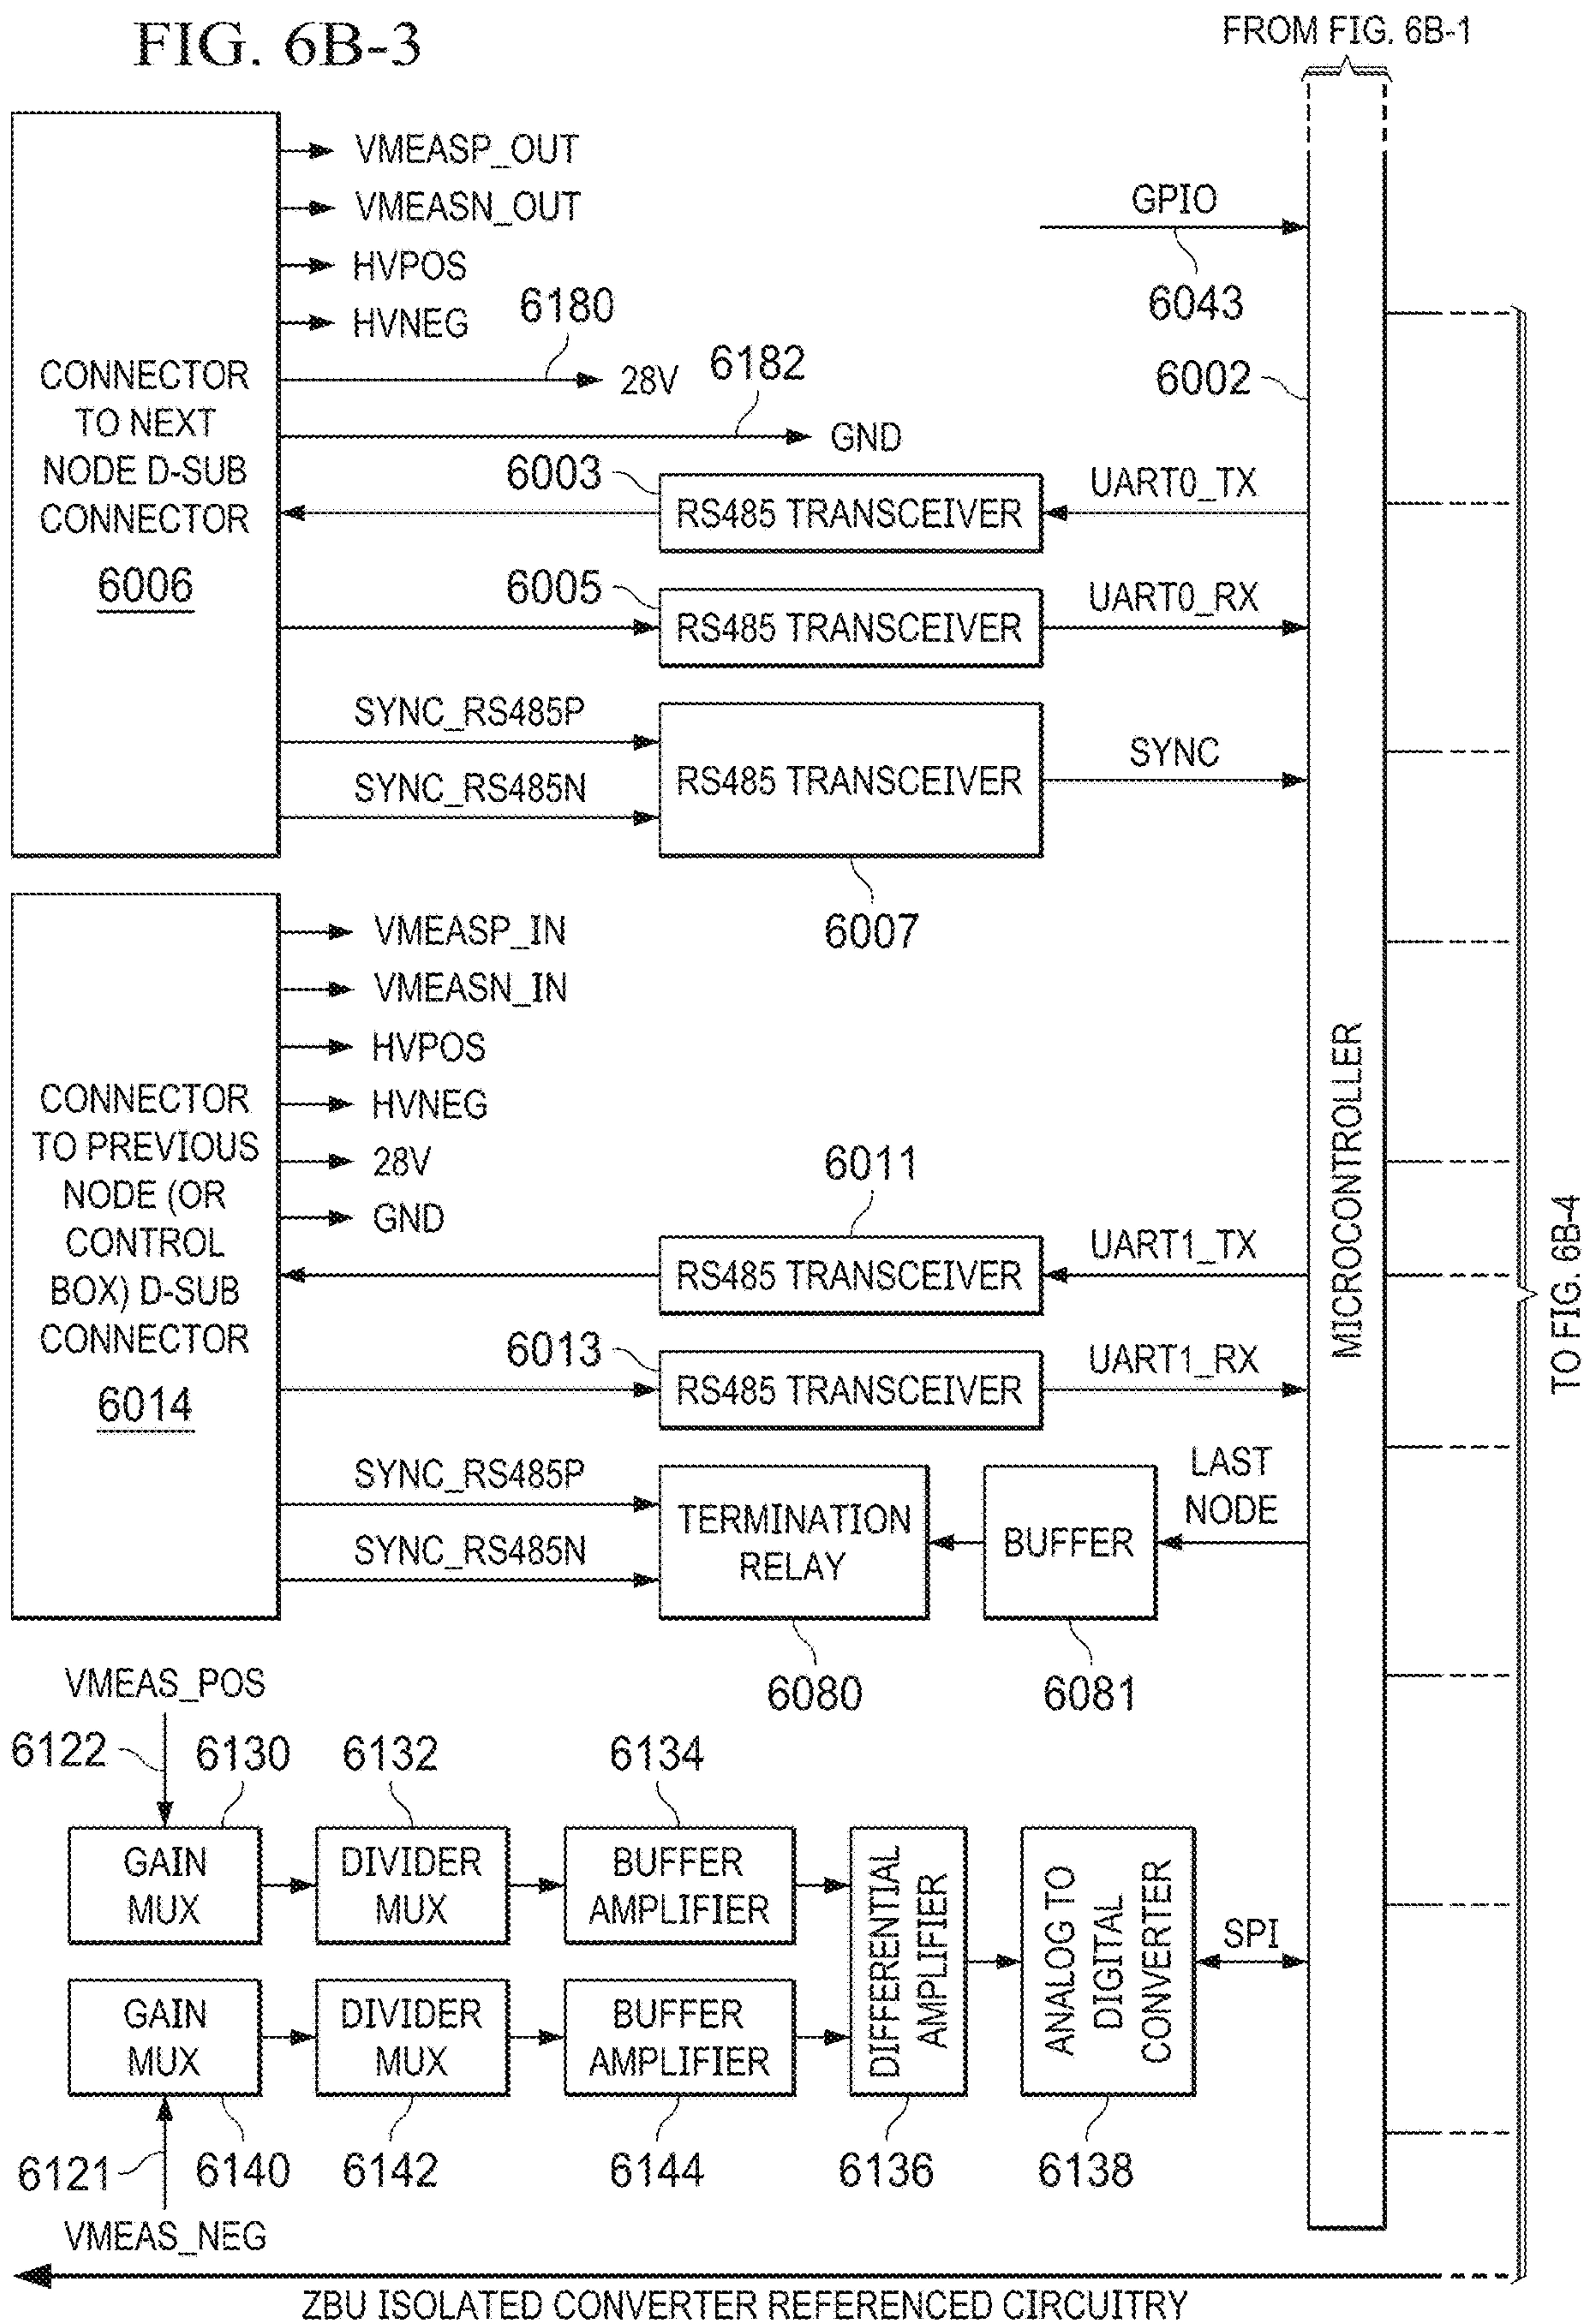 FIG. 6B-3
FROM FIG. 6B-1
VMEASP_OUT
VMEASN_OUT
HVPOS
HVNEG
6180
28V
6182
GND
CONNECTOR
TO NEXT
NODE D-SUB
CONNECTOR
6006
GPIO
6043
6002
6003
RS485 TRANSCEIVER
UART0_TX
6005
RS485 TRANSCEIVER
UART0_RX
SYNC_RS485P
SYNC_RS485N
RS485 TRANSCEIVER
SYNC
6007
VMEASP_IN
VMEASN_IN
HVPOS
HVNEG
28V
GND
CONNECTOR
TO PREVIOUS
NODE (OR
CONTROL
BOX) D-SUB
CONNECTOR
6014
6011
RS485 TRANSCEIVER
UART1_TX
6013
RS485 TRANSCEIVER
UART1_RX
SYNC_RS485P
SYNC_RS485N
TERMINATION
RELAY
BUFFER
LAST
NODE
6080
6081
MICROCONTROLLER
TO FIG. 6B-4
VMEAS_POS
6122
6130
6132
6134
GAIN
MUX
DIVIDER
MUX
BUFFER
AMPLIFIER
DIFFERENTIAL
AMPLIFIER
ANALOG TO
DIGITAL
CONVERTER
SPI
GAIN
MUX
DIVIDER
MUX
BUFFER
AMPLIFIER
6121
6140
6142
6144
6136
6138
VMEAS_NEG
ZBU ISOLATED CONVERTER REFERENCED CIRCUITRY